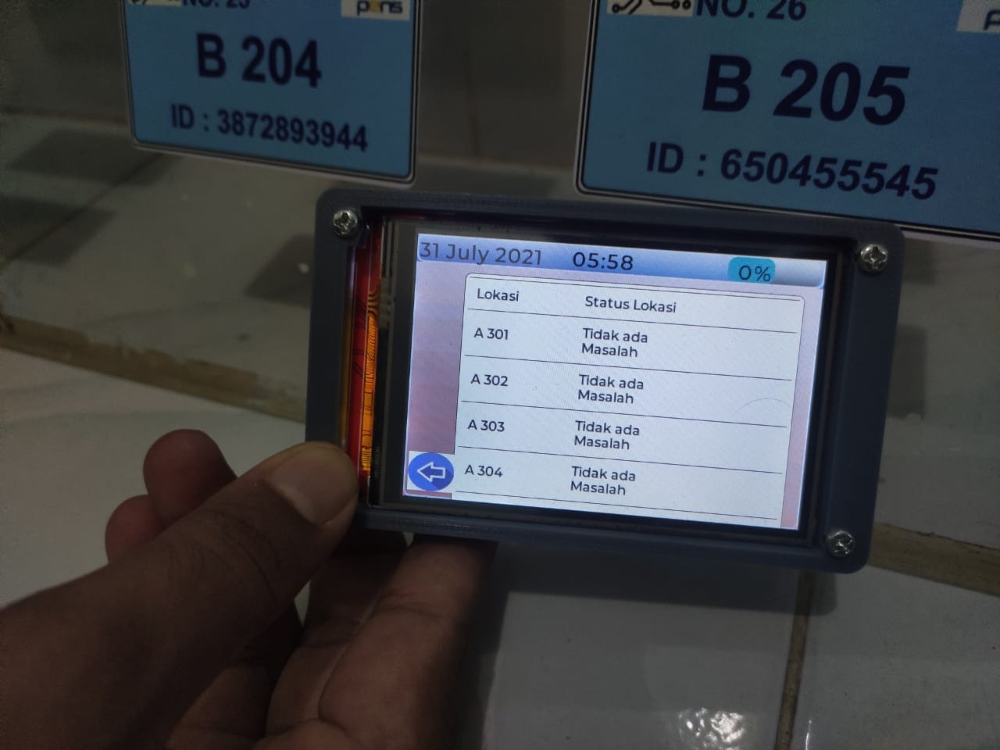 NO. 25
pens
B 204
ID : 3872893944
NO. 26
B 205
ID : 650455545
31 July 2021 05:58 0%
Lokasi Status Lokasi
A 301 Tidak ada
Masalah
A 302 Tidak ada
Masalah
A 303 Tidak ada
Masalah
A 304 Tidak ada
Masalah